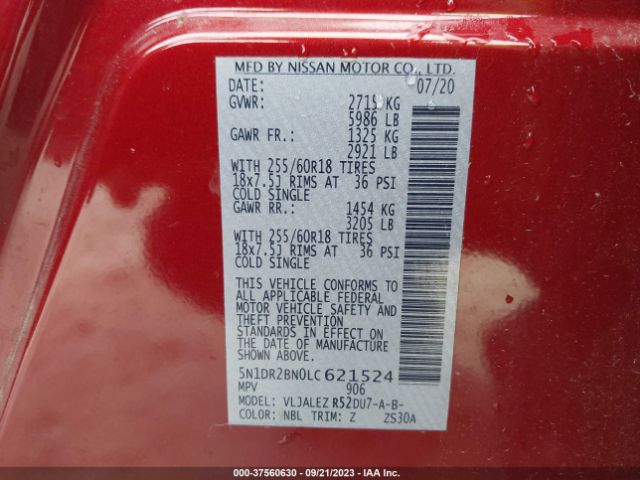 MFD BY NISSAN MOTOR CO., LTD.
DATE: 07/20
GVWR: 2715 KG
5986 LB
GAWR FR.: 1325 KG
2921 LB
WITH 255/60R18 TIRES
18x7.5J RIMS AT 36 PSI
COLD SINGLE
GAWR RR.: 1454 KG
3205 LB
WITH 255/60R18 TIRES
18x7.5J RIMS AT 36 PSI
COLD SINGLE
THIS VEHICLE CONFORMS TO
ALL APPLICABLE FEDERAL
MOTOR VEHICLE SAFETY AND
THEFT PREVENTION
STANDARDS IN EFFECT ON
THE DATE OF MANUFACTURE
SHOWN ABOVE.
5N1DR2BN0LC621524
MPV 906
MODEL: VLJALEZ R52DU7-A-B-
COLOR: NBL TRIM: Z ZS30A
000-37560630 - 09/21/2023 - IAA Inc.